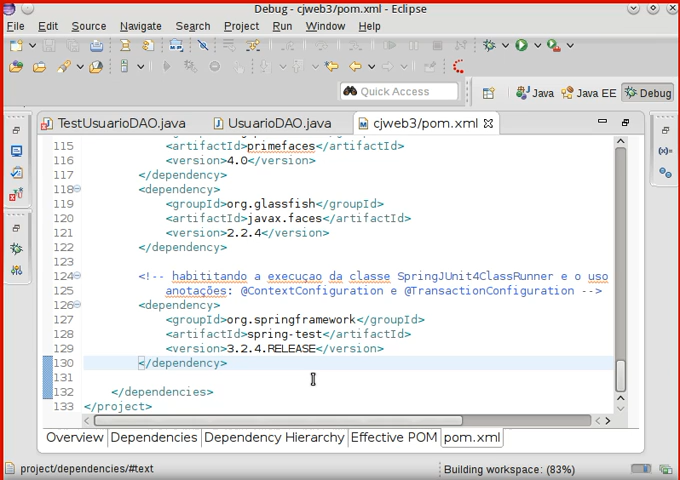 Debug - cjweb3/pom.xml - Eclipse
File Edit Source Navigate Search Project Run Window Help
Quick Access Java Java EE Debug
TestUsuarioDAO.java UsuarioDAO.java cjweb3/pom.xml
115 <artifactId>primefaces</artifactId>
116 <version>4.0</version>
117 </dependency>
118 <dependency>
119 <groupId>org.glassfish</groupId>
120 <artifactId>javax.faces</artifactId>
121 <version>2.2.4</version>
122 </dependency>
123
124 <!-- habititando a execuçao da classe SpringJUnit4ClassRunner e o uso
125 anotações: @ContextConfiguration e @TransactionConfiguration -->
126 <dependency>
127 <groupId>org.springframework</groupId>
128 <artifactId>spring-test</artifactId>
129 <version>3.2.4.RELEASE</version>
130 </dependency>
131
132 </dependencies>
133 </project>
Overview Dependencies Dependency Hierarchy Effective POM pom.xml
project/dependencies/#text Building workspace: (83%)